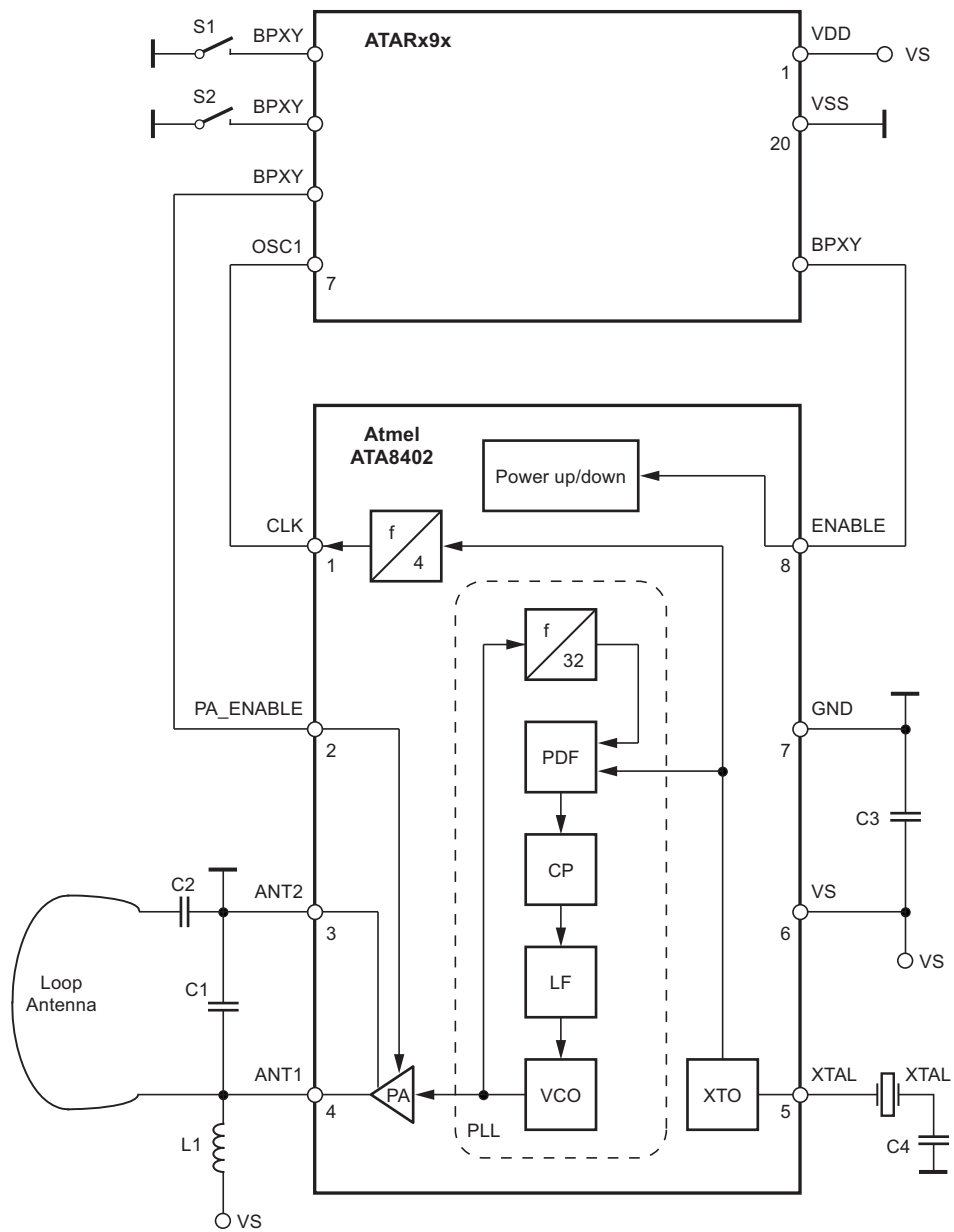 S1
BPXY
ATARx9x
VDD
1
VS
S2
BPXY
VSS
20
BPXY
OSC1
7
BPXY
Atmel
ATA8402
Power up/down
CLK
1
f
4
ENABLE
8
f
32
PA_ENABLE
2
PDF
GND
7
C3
CP
C2
ANT2
3
VS
6
VS
Loop
Antenna
C1
LF
ANT1
4
PA
VCO
PLL
XTO
XTAL
5
XTAL
C4
L1
VS